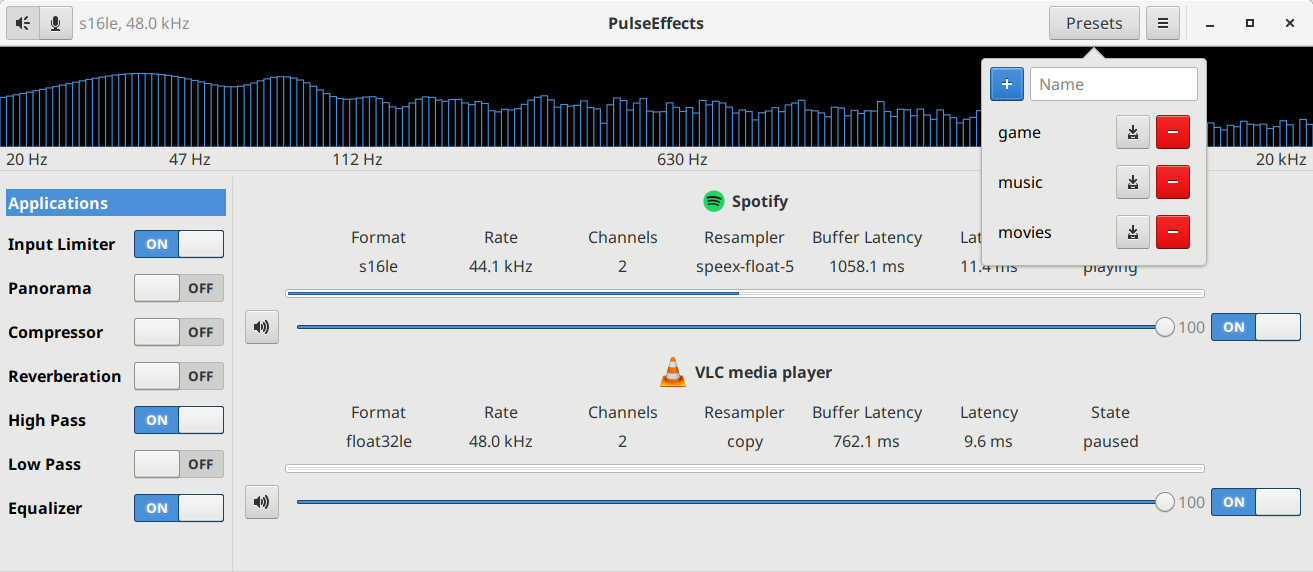 s16le, 48.0 kHz
PulseEffects
Presets
Name
game
music
movies
20 Hz 47 Hz 112 Hz 630 Hz 20 kHz
Applications
Input Limiter ON
Panorama OFF
Compressor OFF
Reverberation OFF
High Pass ON
Low Pass OFF
Equalizer ON
Spotify
Format Rate Channels Resampler Buffer Latency
s16le 44.1 kHz 2 speex-float-5 1058.1 ms 11.4 ms playing
100 ON
VLC media player
Format Rate Channels Resampler Buffer Latency Latency State
float32le 48.0 kHz 2 copy 762.1 ms 9.6 ms paused
100 ON